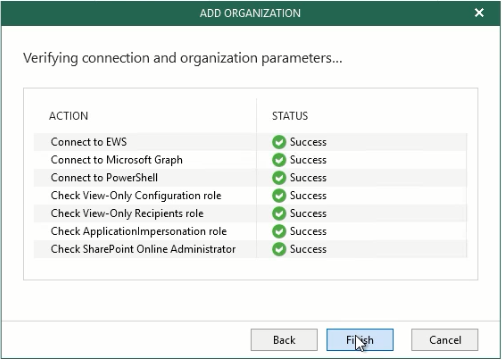 ADD ORGANIZATION
Verifying connection and organization parameters...
ACTION STATUS
Connect to EWS Success
Connect to Microsoft Graph Success
Connect to PowerShell Success
Check View-Only Configuration role Success
Check View-Only Recipients role Success
Check ApplicationImpersonation role Success
Check SharePoint Online Administrator Success
Back Finish Cancel